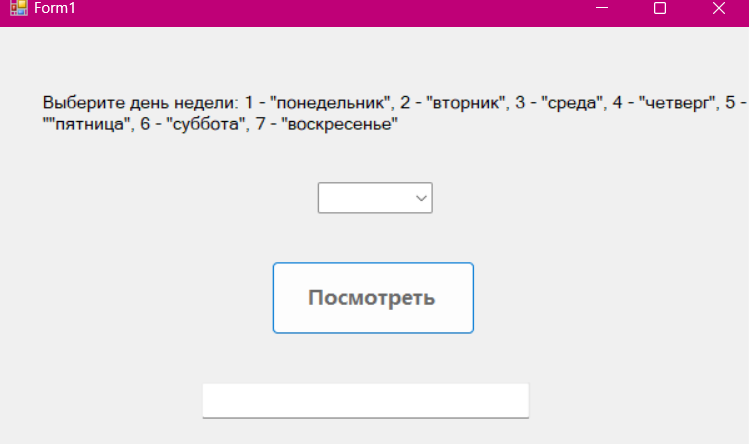 Form1
Выберите день недели: 1 - "понедельник", 2 - "вторник", 3 - "среда", 4 - "четверг", 5 -
""пятница", 6 - "суббота", 7 - "воскресенье"
Посмотреть